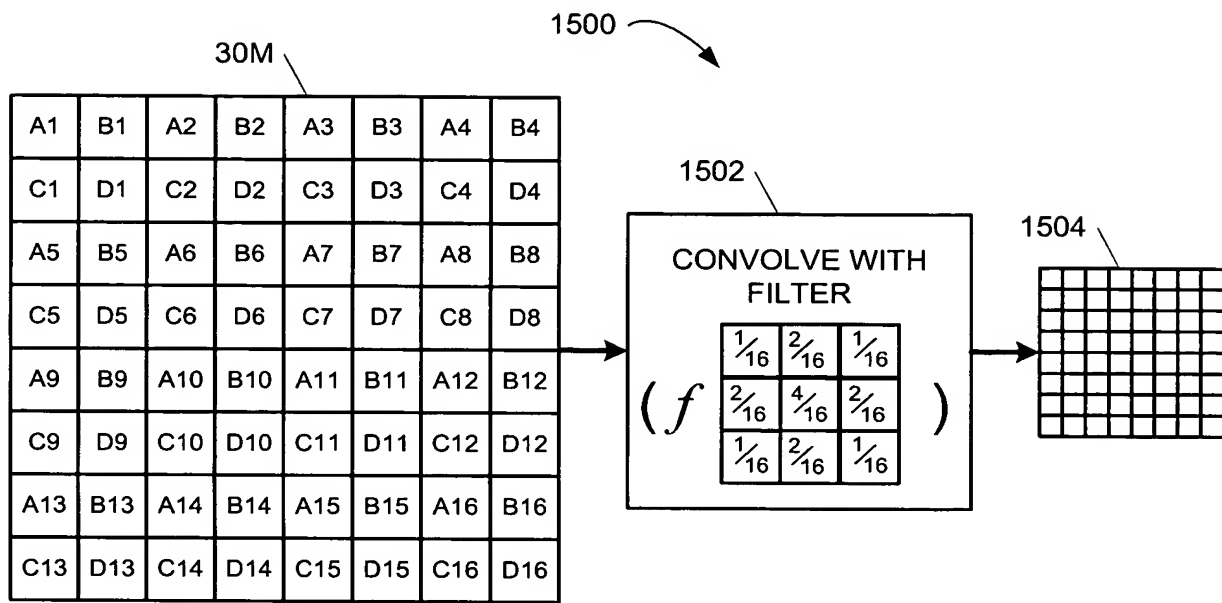 1500
30M
A1 B1 A2 B2 A3 B3 A4 B4
C1 D1 C2 D2 C3 D3 C4 D4
A5 B5 A6 B6 A7 B7 A8 B8
C5 D5 C6 D6 C7 D7 C8 D8
A9 B9 A10 B10 A11 B11 A12 B12
C9 D9 C10 D10 C11 D11 C12 D12
A13 B13 A14 B14 A15 B15 A16 B16
C13 D13 C14 D14 C15 D15 C16 D16
1502
CONVOLVE WITH
FILTER
1/16 2/16 1/16
( f 2/16 4/16 2/16 )
1/16 2/16 1/16
1504